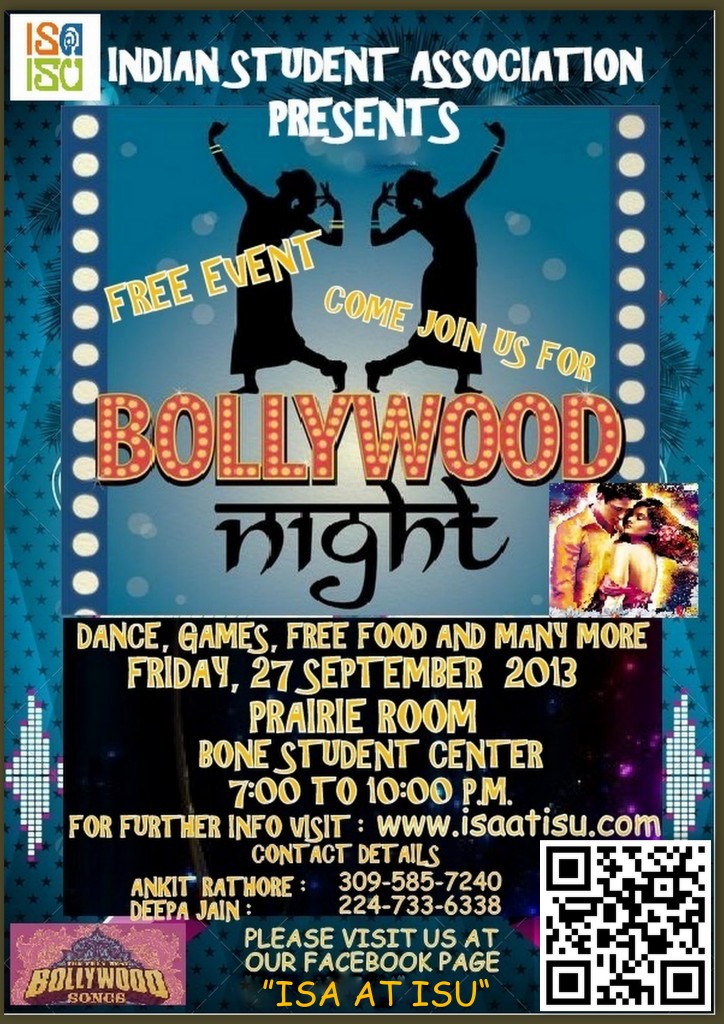 ISA
ISU
INDIAN STUDENT ASSOCIATION
PRESENTS
FREE EVENT
COME JOIN US FOR
BOLLYWOOD
night
DANCE, GAMES, FREE FOOD AND MANY MORE
FRIDAY, 27 SEPTEMBER 2013
PRAIRIE ROOM
BONE STUDENT CENTER
7:00 TO 10:00 P.M.
FOR FURTHER INFO VISIT : www.isaatisu.com
CONTACT DETAILS
ANKIT RATHORE : 309-585-7240
DEEPA JAIN : 224-733-6338
PLEASE VISIT US AT
OUR FACEBOOK PAGE
"ISA AT ISU"
THE VERY BEST
BOLLYWOOD
SONGS